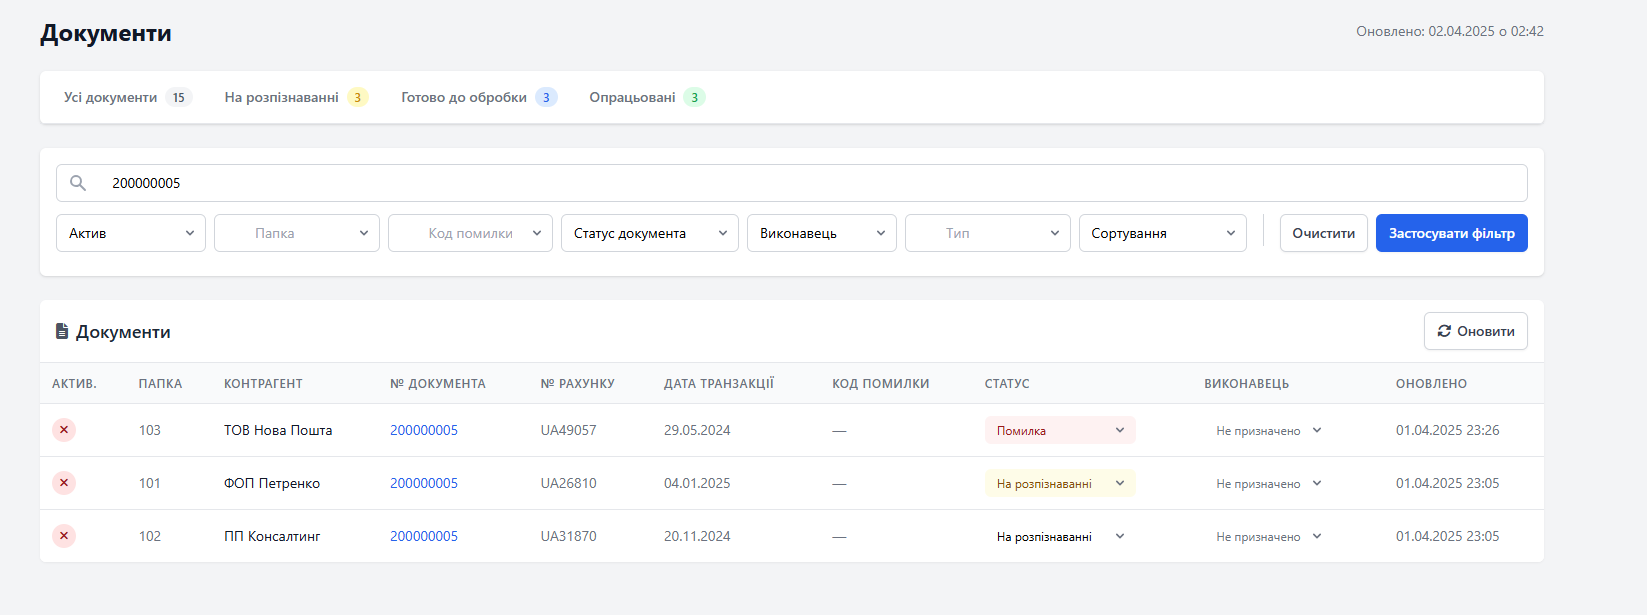 Документи
Оновлено: 02.04.2025 о 02:42
Усі документи 15 На розпізнаванні 3 Готово до обробки 3 Опрацьовані 3
200000005
Актив Папка Код помилки Статус документа Виконавець Тип Сортування Очистити Застосувати фільтр
Документи
Оновити
АКТИВ. ПАПКА КОНТРАГЕНТ № ДОКУМЕНТА № РАХУНКУ ДАТА ТРАНЗАКЦІЇ КОД ПОМИЛКИ СТАТУС ВИКОНАВЕЦЬ ОНОВЛЕНО
103 ТОВ Нова Пошта 200000005 UA49057 29.05.2024 — Помилка Не призначено 01.04.2025 23:26
101 ФОП Петренко 200000005 UA26810 04.01.2025 — На розпізнаванні Не призначено 01.04.2025 23:05
102 ПП Консалтинг 200000005 UA31870 20.11.2024 — На розпізнаванні Не призначено 01.04.2025 23:05